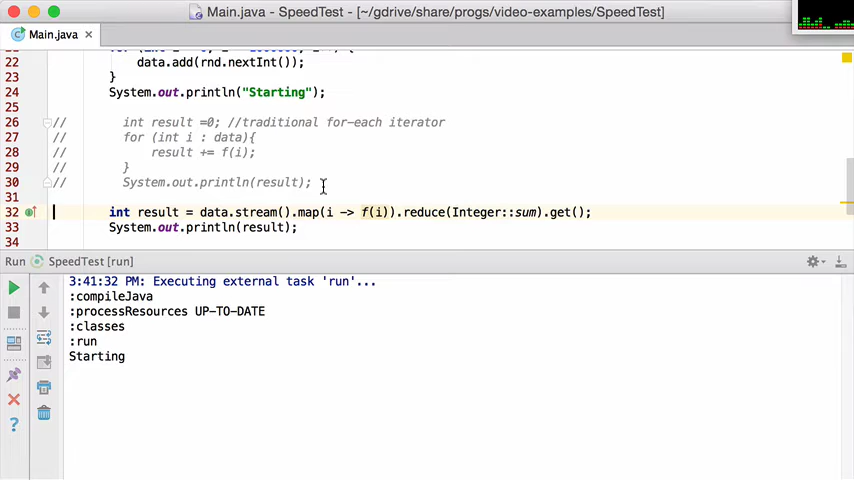 Main.java - SpeedTest - [~/gdrive/share/progs/video-examples/SpeedTest]
Main.java
22 data.add(rnd.nextInt());
23 }
24 System.out.println("Starting");
25
26 // int result =0; //traditional for-each iterator
27 // for (int i : data){
28 // result += f(i);
29 // }
30 // System.out.println(result);
31
32 int result = data.stream().map(i -> f(i)).reduce(Integer::sum).get();
33 System.out.println(result);
34
Run SpeedTest [run]
3:41:32 PM: Executing external task 'run'...
:compileJava
:processResources UP-TO-DATE
:classes
:run
Starting